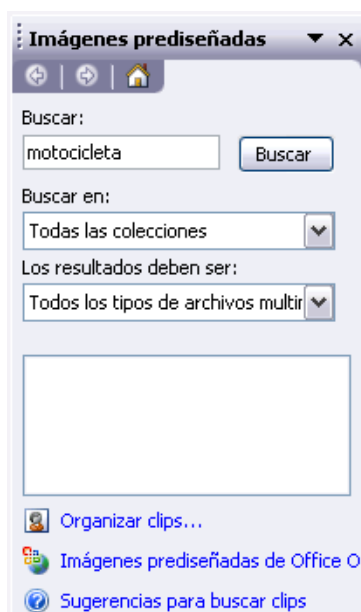 Imágenes prediseñadas
Buscar:
motocicleta
Buscar
Buscar en:
Todas las colecciones
Los resultados deben ser:
Todos los tipos de archivos multir
Organizar clips...
Imágenes prediseñadas de Office O
Sugerencias para buscar clips